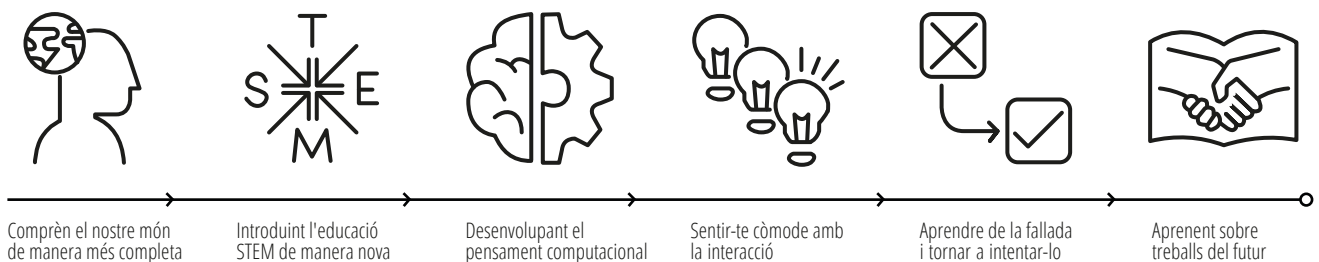 T
S E
M
Comprèn el nostre món
de manera més completa
Introduint l'educació
STEM de manera nova
Desenvolupant el
pensament computacional
Sentir-te còmode amb
la interacció
Aprendre de la fallada
i tornar a intentar-lo
Aprenent sobre
treballs del futur